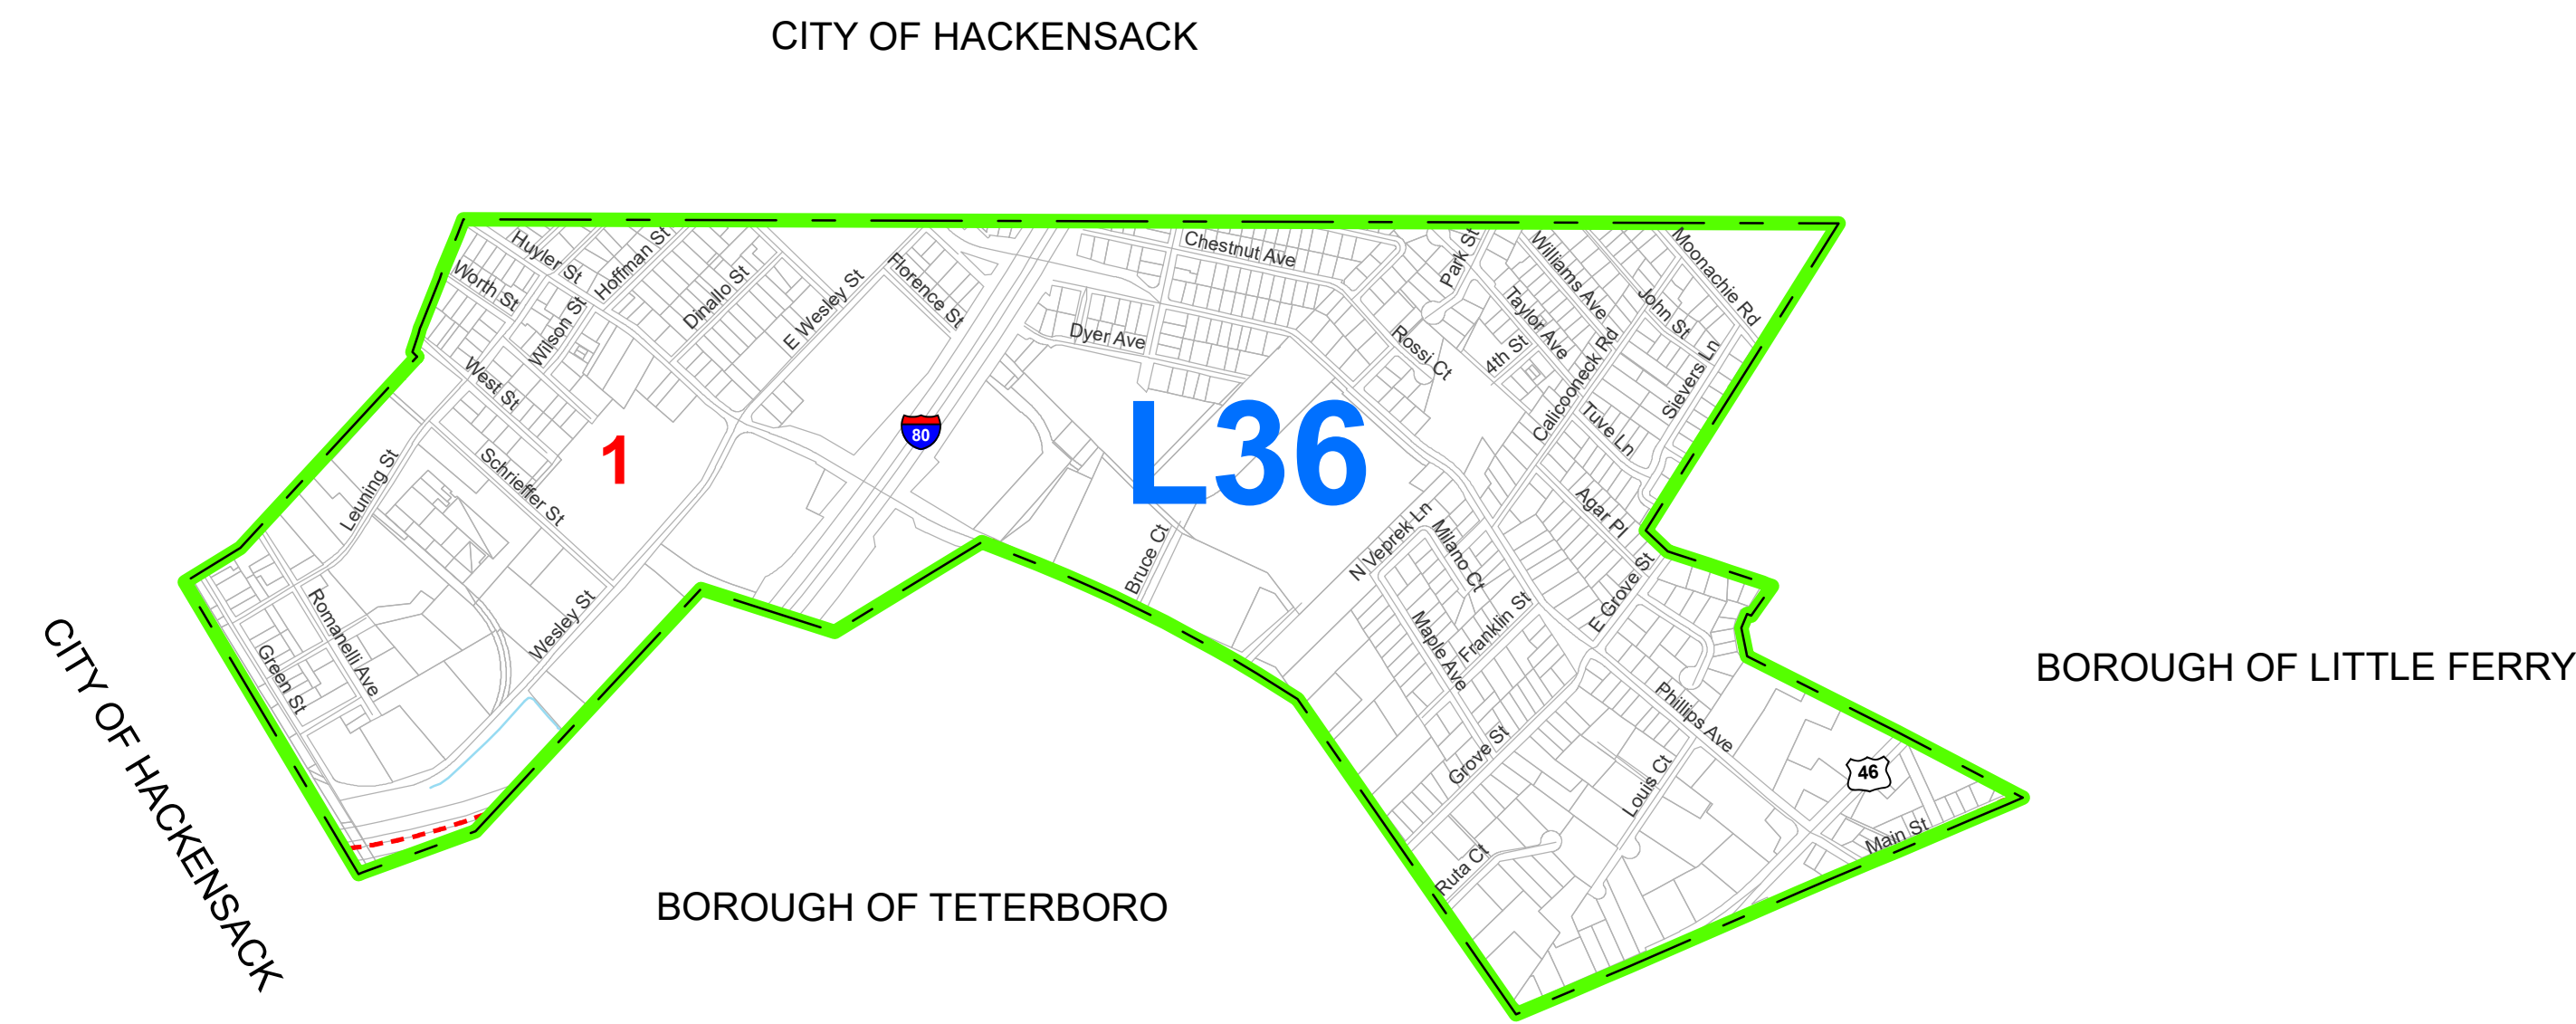 CITY OF HACKENSACK
Huyler St
Hoffman St
Worth St
Dinallo St
Wilson St
E Wesley St
Florence St
Chestnut Ave
Dyer Ave
Park St
Williams Ave
Moonachie Rd
John St
Taylor Ave
Rossi Ct
4th St
Calicooneck Rd
Sievers Ln
Tuve Ln
West St
80
L36
1
Leuning St
Schrieffer St
Agar Pl
Bruce Ct
N Veprek Ln
Milano Ct
E Grove St
Romanelli Ave
Wesley St
Maple Ave
Franklin St
Green St
CITY OF HACKENSACK
BOROUGH OF LITTLE FERRY
Phillips Ave
Grove St
Louis Ct
46
Main St
Ruta Ct
BOROUGH OF TETERBORO